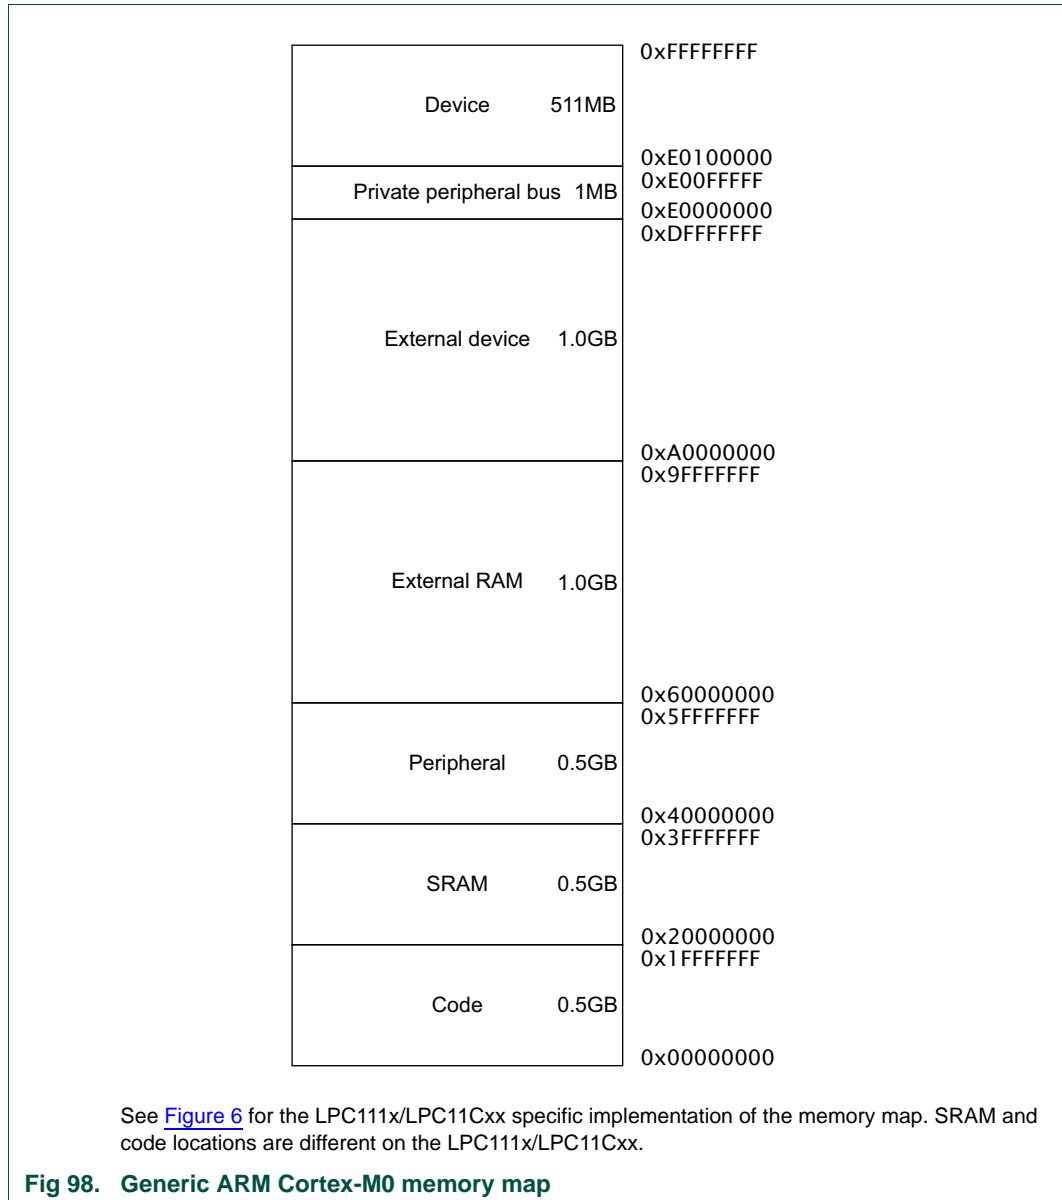 0xFFFFFFFF
Device 511MB
0xE0100000
0xE00FFFFF
Private peripheral bus 1MB
0xE0000000
0xDFFFFFFF
External device 1.0GB
0xA0000000
0x9FFFFFFF
External RAM 1.0GB
0x60000000
0x5FFFFFFF
Peripheral 0.5GB
0x40000000
0x3FFFFFFF
SRAM 0.5GB
0x20000000
0x1FFFFFFF
Code 0.5GB
0x00000000
See Figure 6 for the LPC111x/LPC11Cxx specific implementation of the memory map. SRAM and
code locations are different on the LPC111x/LPC11Cxx.
Fig 98. Generic ARM Cortex-M0 memory map